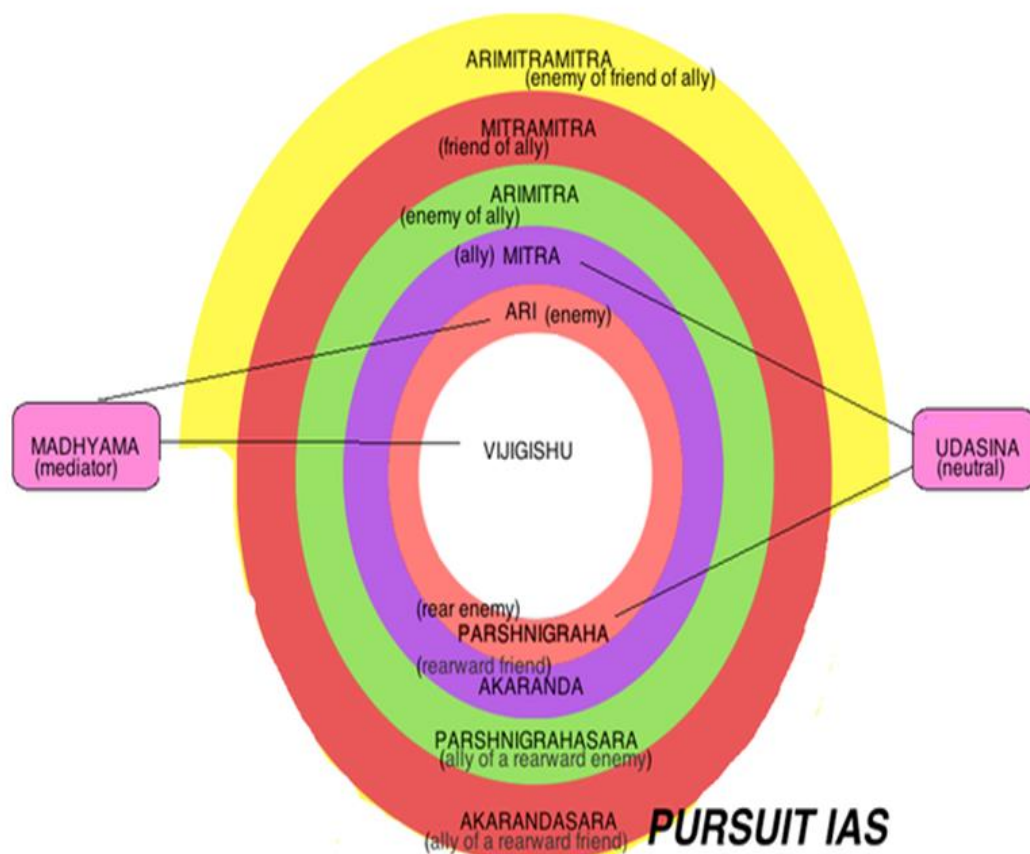 ARIMITRAMITRA
(enemy of friend of ally)
MITRAMITRA
(friend of ally)
ARIMITRA
(enemy of ally)
(ally) MITRA
ARI (enemy)
MADHYAMA
(mediator)
VIJIGISHU
UDASINA
(neutral)
(rear enemy)
PARSHNIGRAHA
(rearward friend)
AKARANDA
PARSHNIGRAHASARA
(ally of a rearward enemy)
AKARANDASARA
(ally of a rearward friend)
PURSUIT IAS